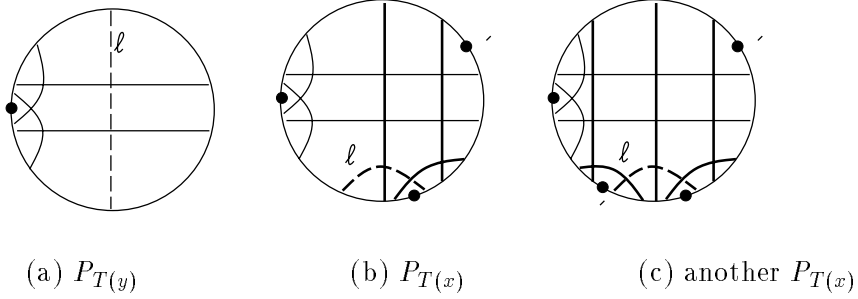 ℓ
ℓ
ℓ
(a) P_{T(y)}
(b) P_{T(x)}
(c) another P_{T(x)}